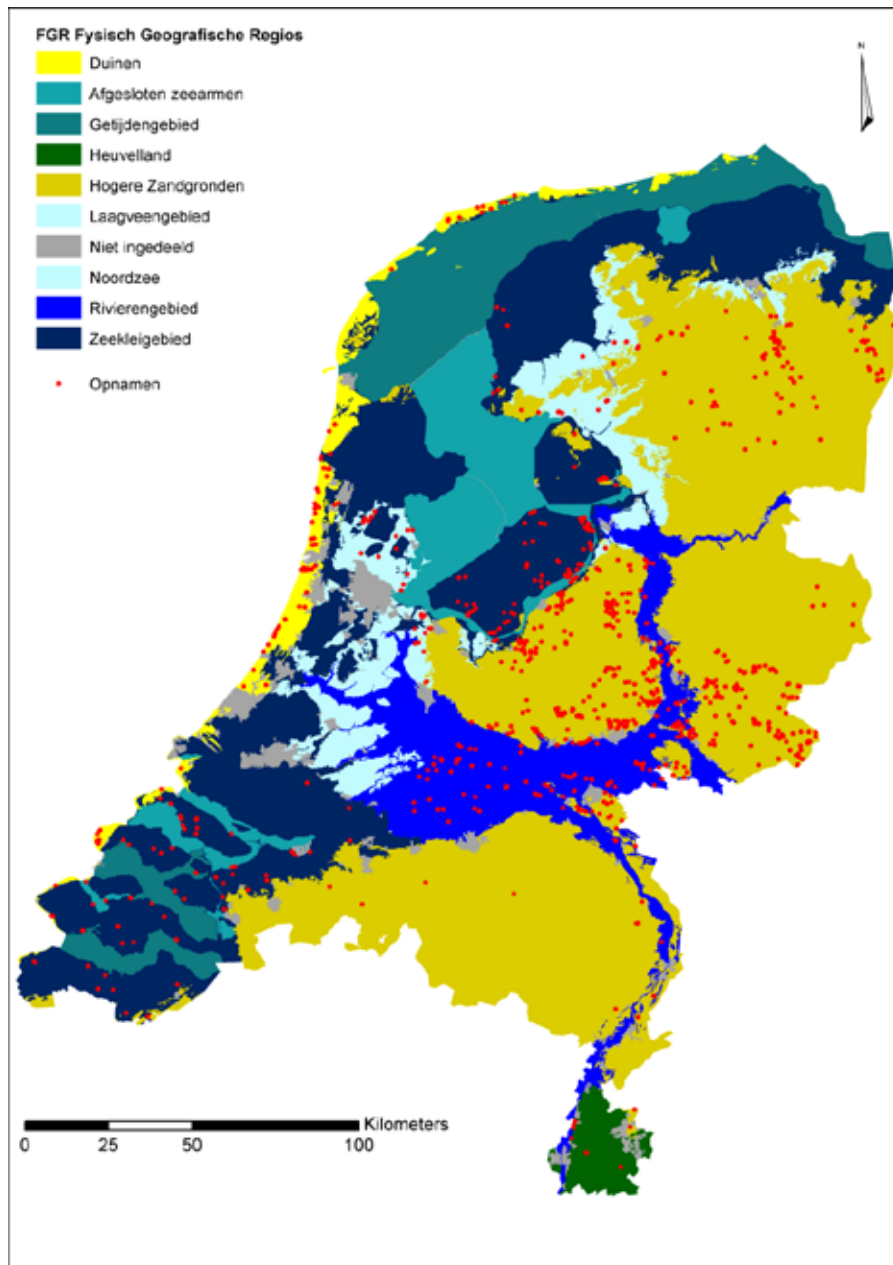 FGR Fysisch Geografische Regios
Duinen
Afgesloten zeearmen
Getijdengebied
Heuvelland
Hogere Zandgronden
Laagveengebied
Niet ingedeeld
Noordzee
Rivierengebied
Zeekleigebied
Opnamen
N
Kilometers
0 25 50 100